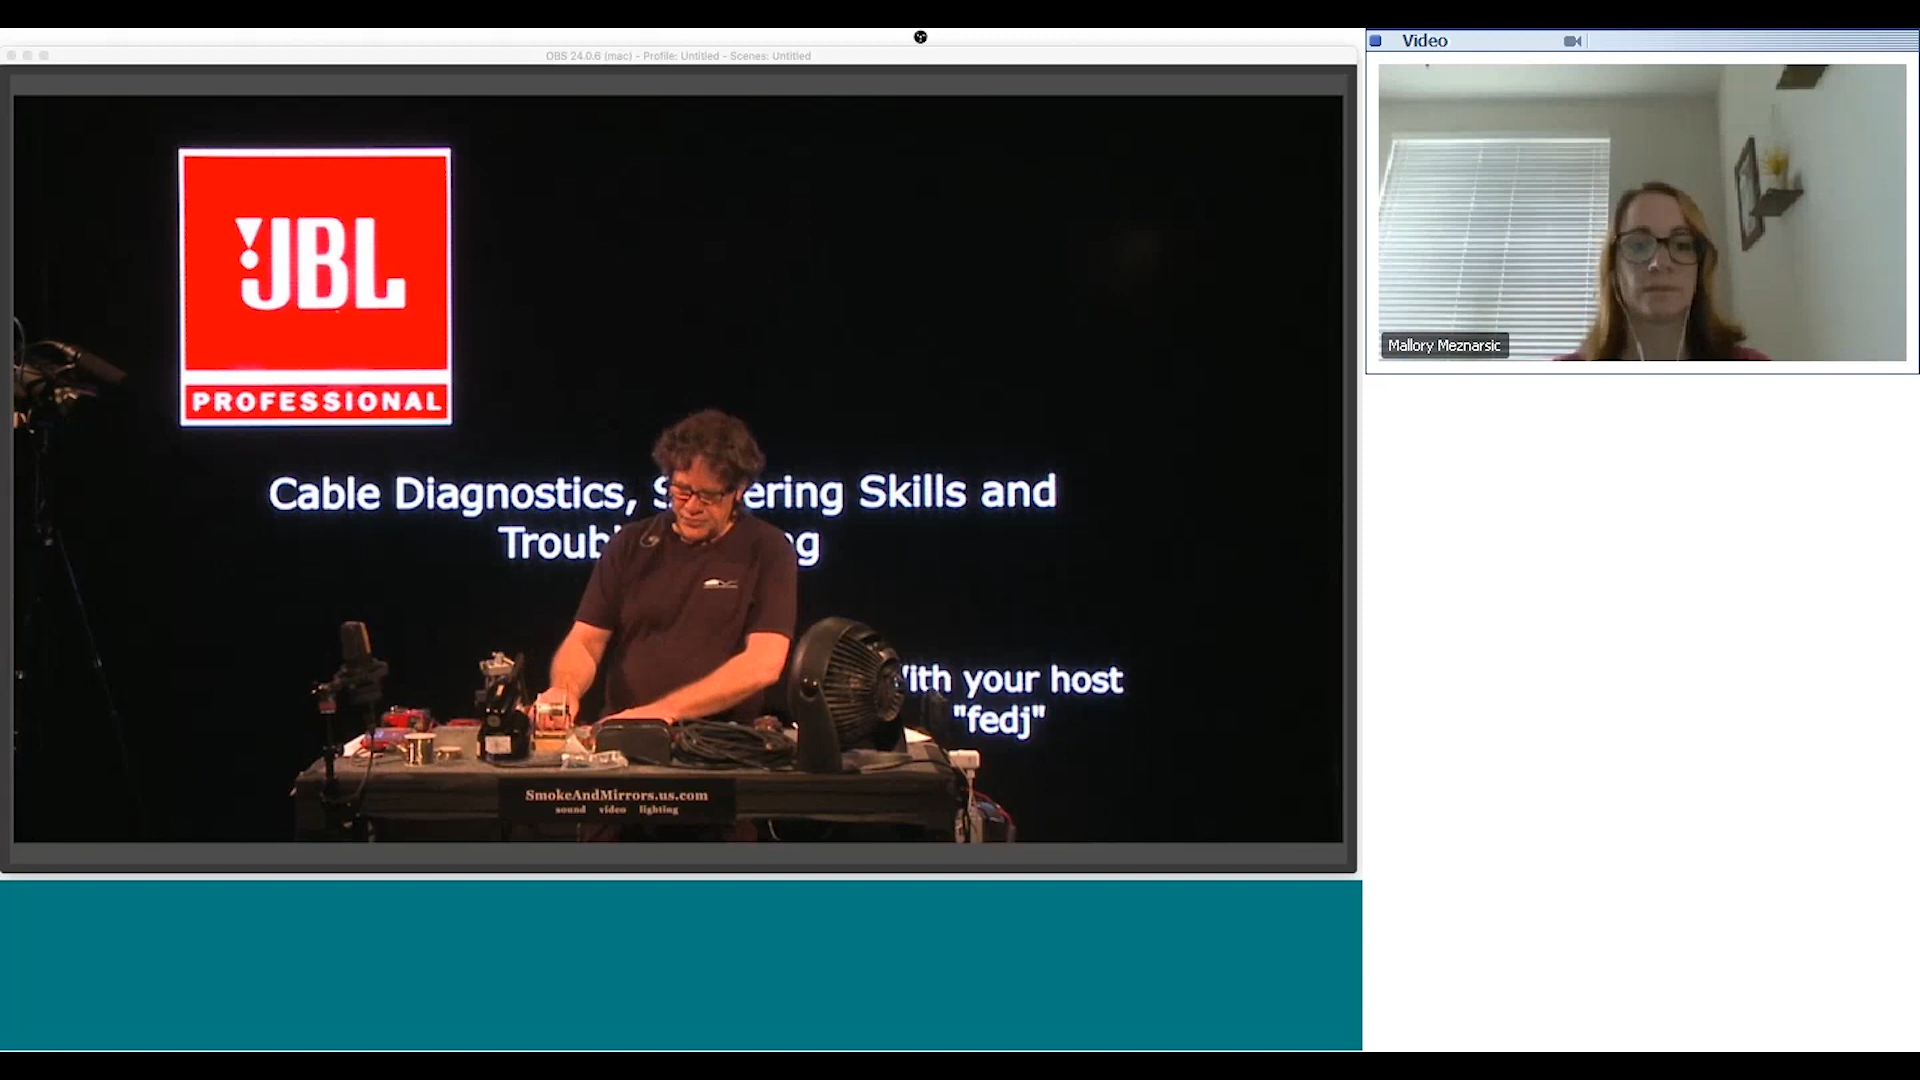 OBS 24.0.6 (mac) - Profile: Untitled - Scenes: Untitled
Video
JBL
PROFESSIONAL
Mallory Meznarsic
Cable Diagnostics, S ering Skills and
Troub g
ith your host
"fedj"
SmokeAndMirrors.us.com
sound video lighting